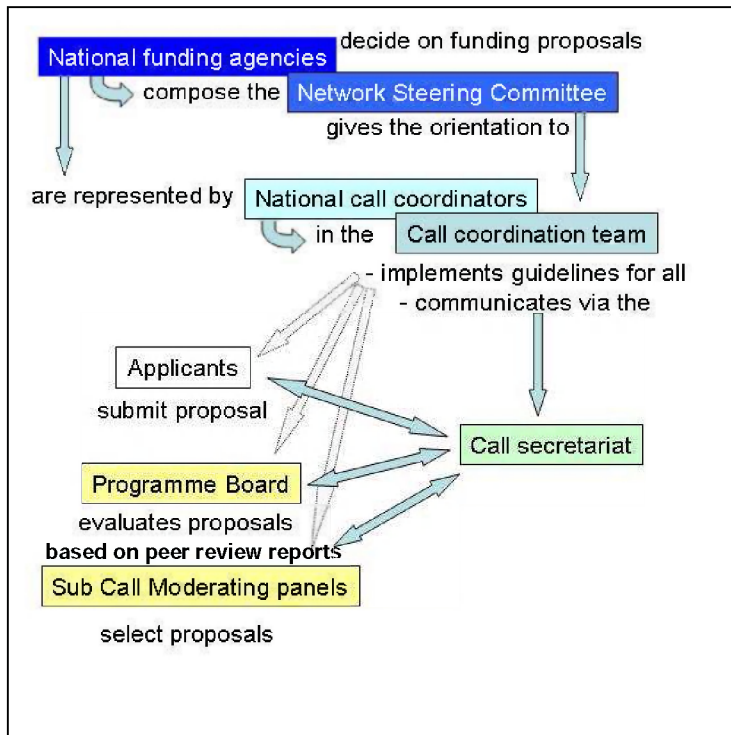 National funding agencies decide on funding proposals
compose the Network Steering Committee
gives the orientation to
are represented by National call coordinators
in the Call coordination team
- implements guidelines for all
- communicates via the
Applicants
submit proposal
Call secretariat
Programme Board
evaluates proposals
based on peer review reports
Sub Call Moderating panels
select proposals